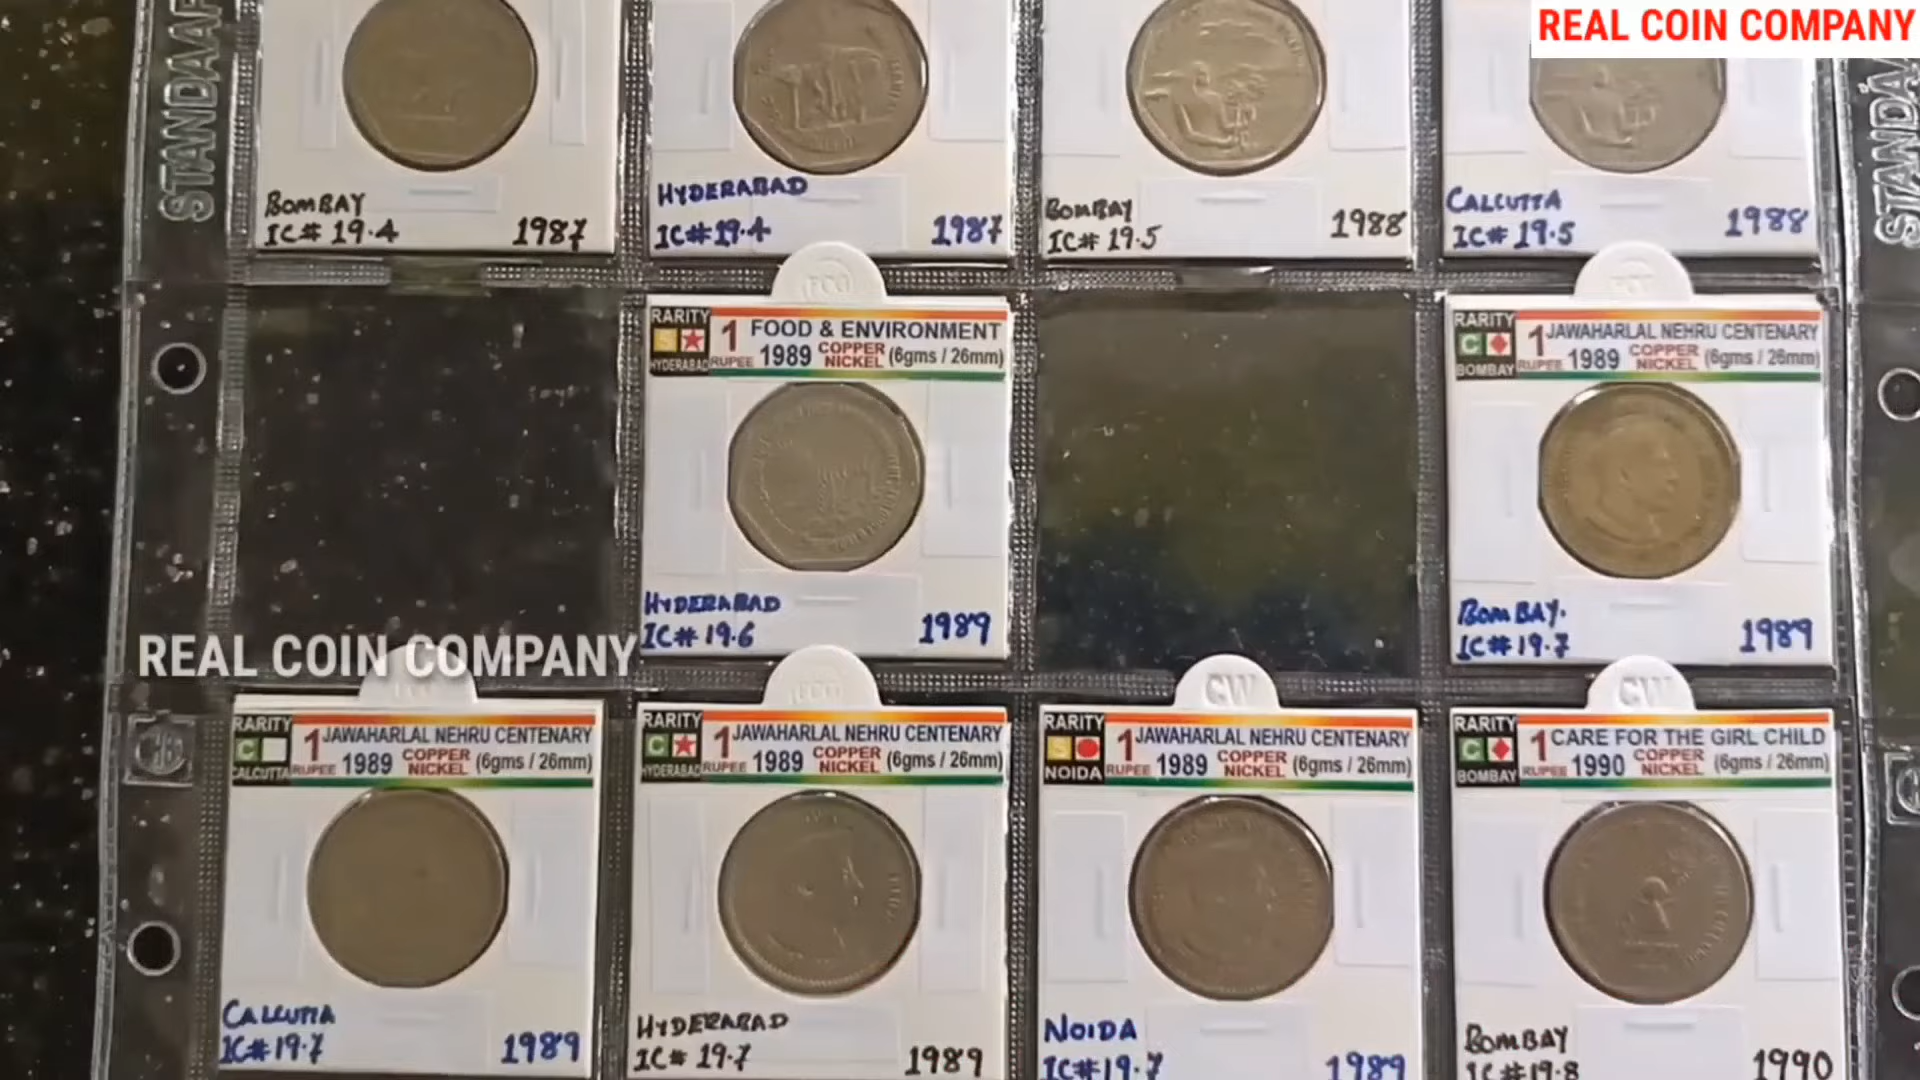 REAL COIN COMPANY
STANDAAR
BOMBAY
IC# 19.4 1987
HYDERABAD
IC# 19.4 1987
BOMBAY
IC# 19.5 1988
CALCUTTA
IC# 19.5 1988
RARITY
S
HYDERABAD
1 RUPEE
FOOD & ENVIRONMENT
1989 COPPER NICKEL (6gms / 26mm)
HYDERABAD
IC# 19.6 1989
RARITY
C
BOMBAY
1 RUPEE
JAWAHARLAL NEHRU CENTENARY
1989 COPPER NICKEL (6gms / 26mm)
BOMBAY.
IC# 19.7 1989
REAL COIN COMPANY
RARITY
C
CALCUTTA
1 RUPEE
JAWAHARLAL NEHRU CENTENARY
1989 COPPER NICKEL (6gms / 26mm)
CALCUTTA
IC# 19.7 1989
RARITY
C
HYDERABAD
1 RUPEE
JAWAHARLAL NEHRU CENTENARY
1989 COPPER NICKEL (6gms / 26mm)
HYDERABAD
IC# 19.7 1989
CW
RARITY
S
NOIDA
1 RUPEE
JAWAHARLAL NEHRU CENTENARY
1989 COPPER NICKEL (6gms / 26mm)
NOIDA
IC# 19.7 1989
CW
RARITY
C
BOMBAY
1 RUPEE
CARE FOR THE GIRL CHILD
1990 COPPER NICKEL (6gms / 26mm)
BOMBAY
IC# 19.8 1990